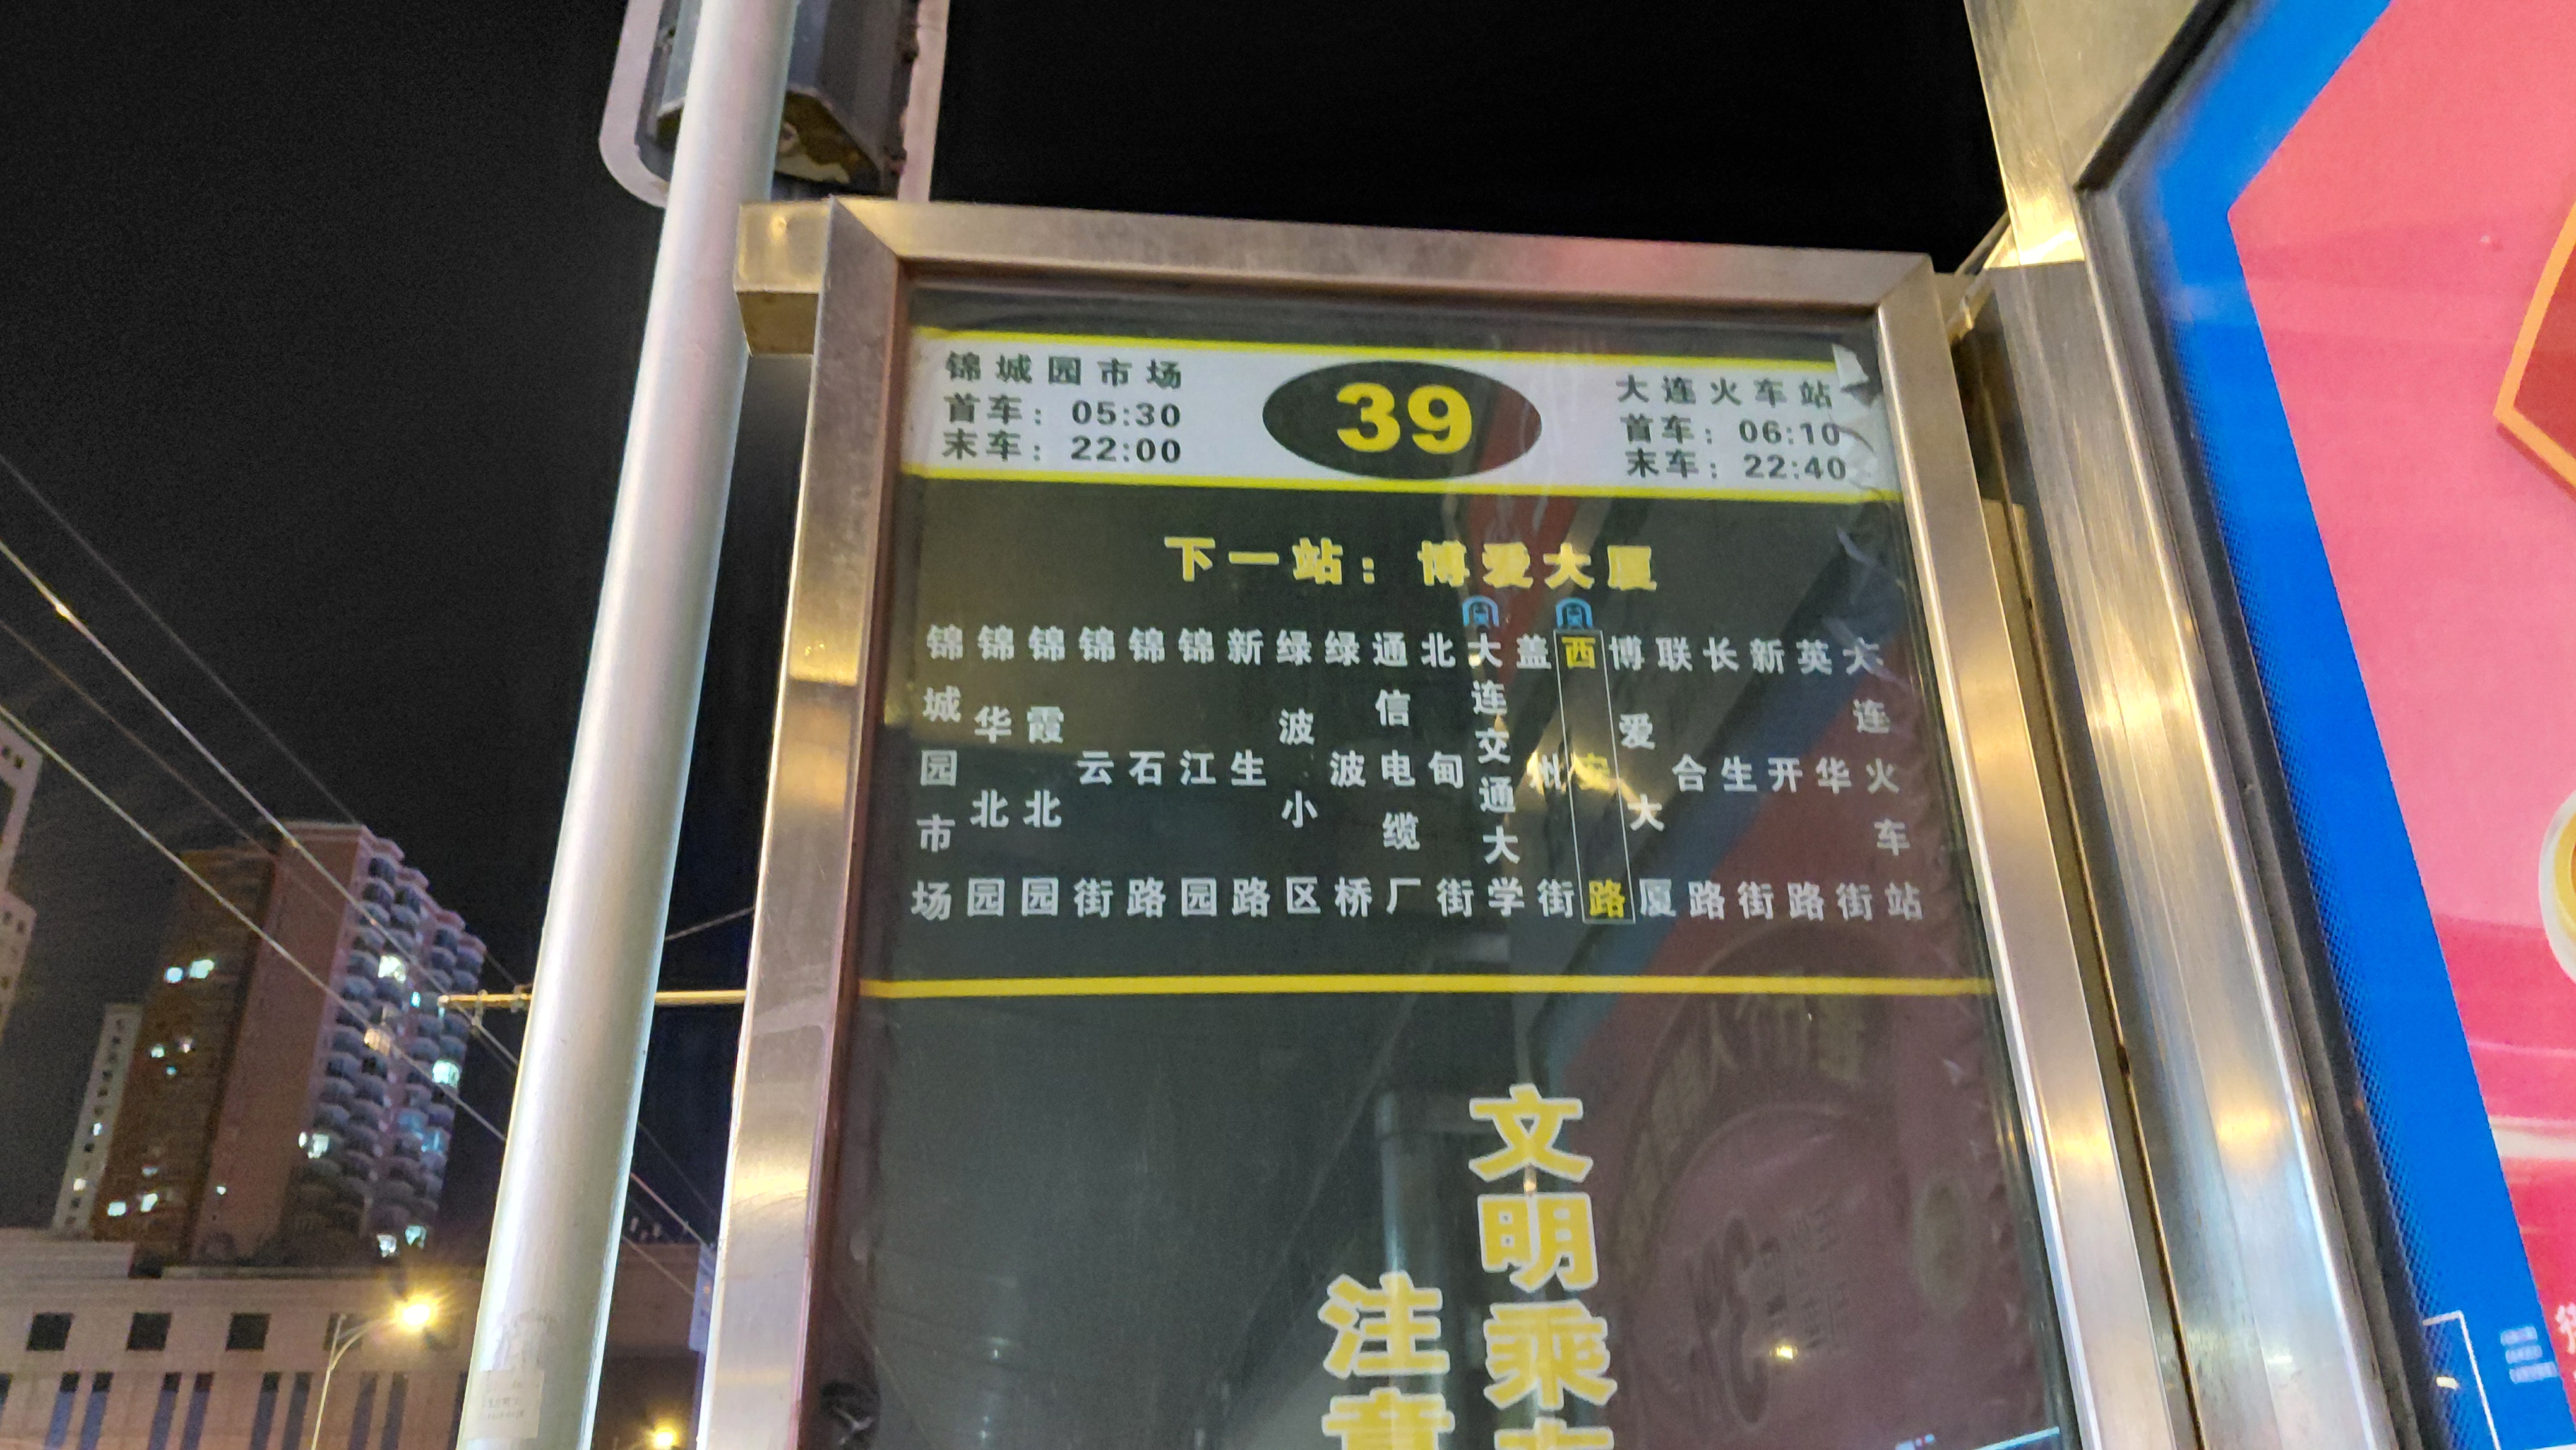 锦城园市场
首车：05:30
末车：22:00
39
大连火车站
首车：06:10
末车：22:40
下一站：博爱大厦
锦城园市场
锦华北园
锦霞北园
锦云街
锦石路
锦江园
新生路
绿波小区
绿波桥
通信电缆厂
北甸街
大连交通大学
盖州街
西安路
博爱大厦
联合路
长生街
新开路
英华街
大连火车站
文明乘
注意